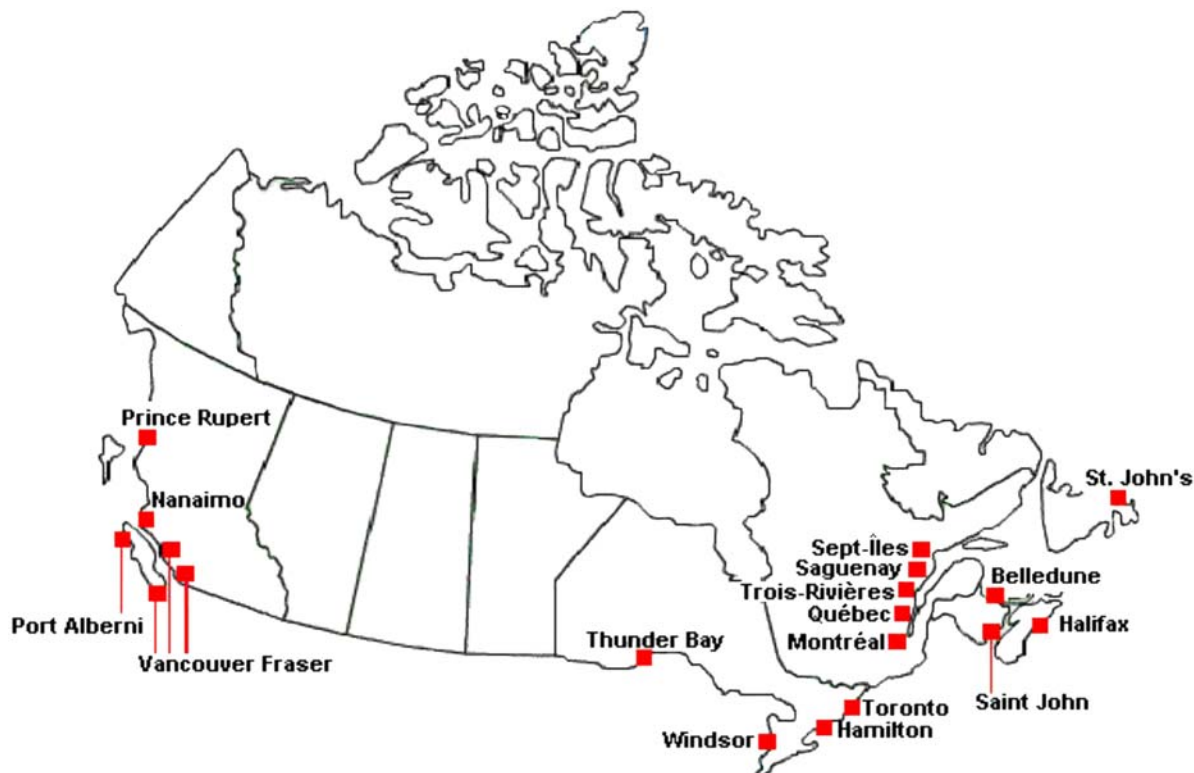 Prince Rupert
Nanaimo
St. John's
Sept-Îles
Saguenay
Belledune
Trois-Rivières
Québec
Port Alberni
Halifax
Thunder Bay
Montréal
Vancouver Fraser
Saint John
Toronto
Hamilton
Windsor